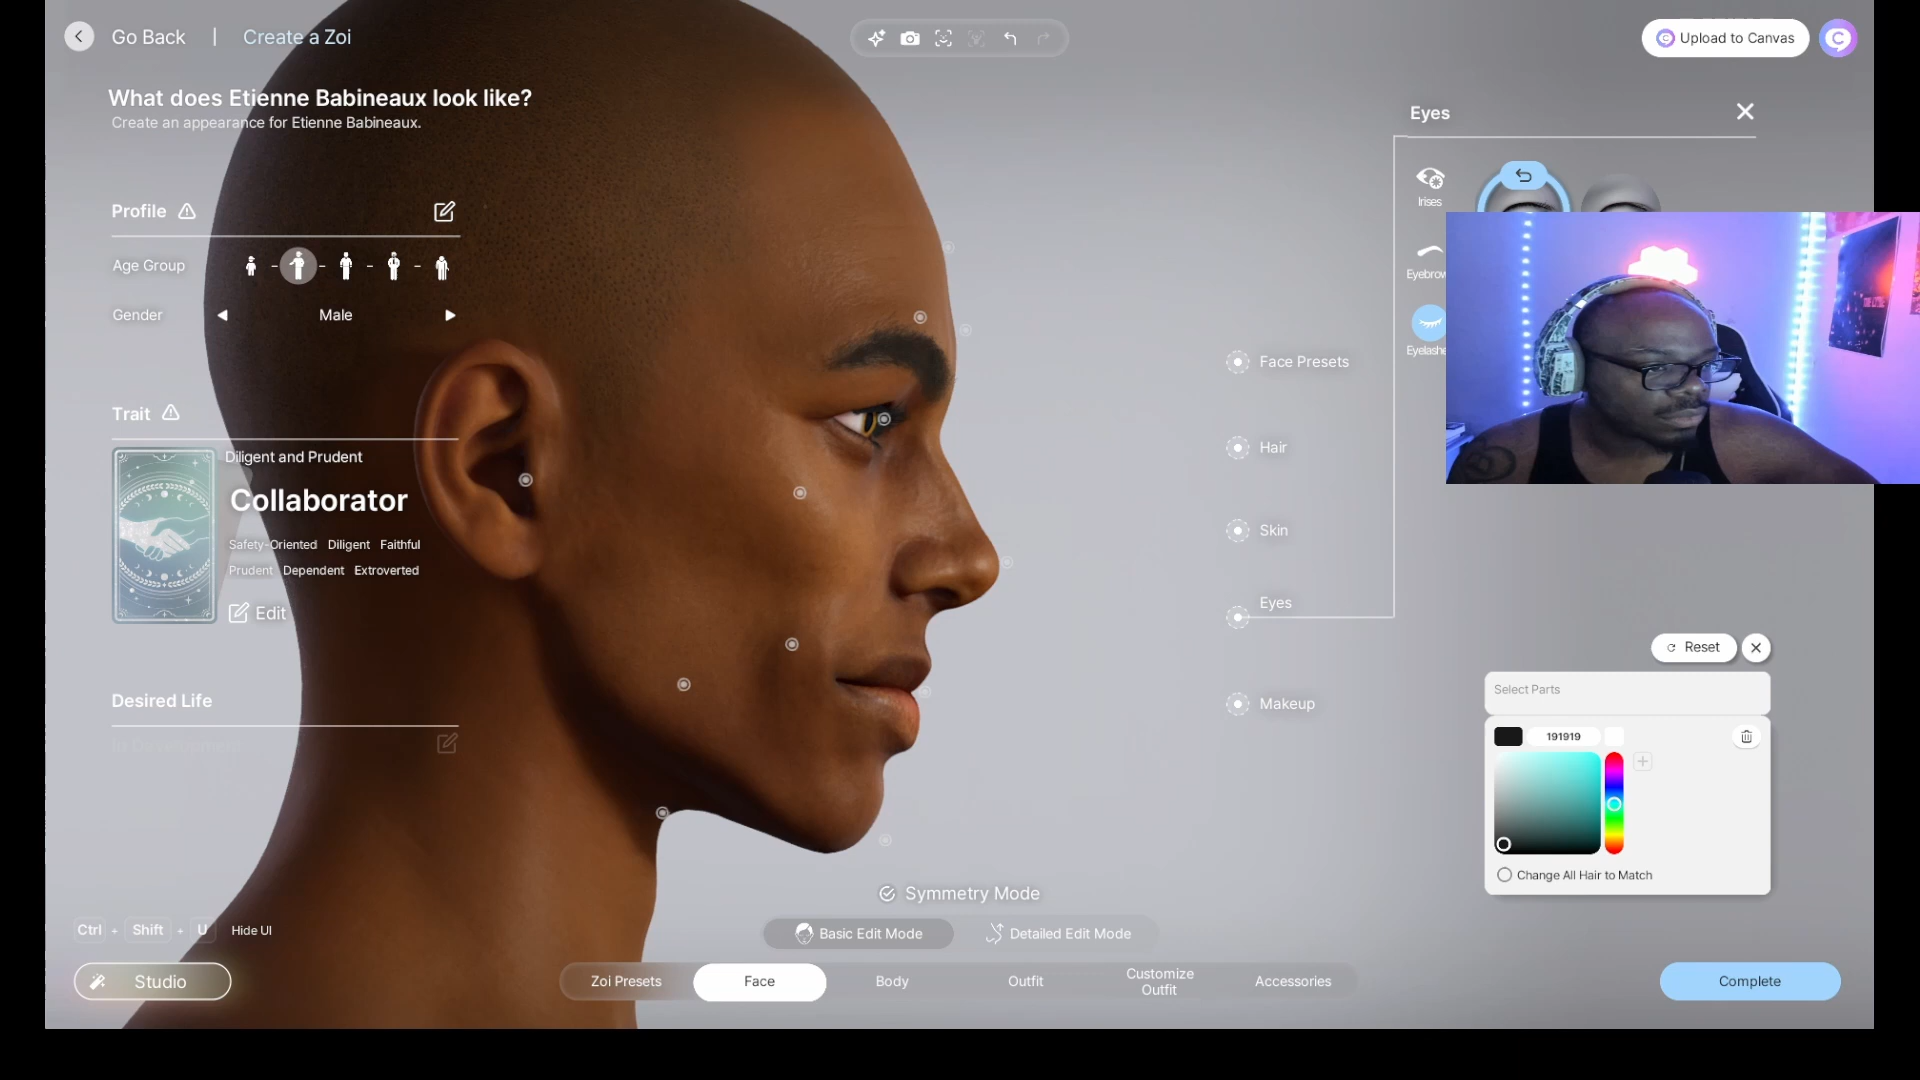 Go Back | Create a Zoi
Upload to Canvas
What does Etienne Babineaux look like?
Create an appearance for Etienne Babineaux.
Profile
Age Group
Gender
Male
Trait
Diligent and Prudent
Collaborator
Safety-Oriented Diligent Faithful
Prudent Dependent Extroverted
Edit
Desired Life
In Development
Ctrl + Shift + U Hide UI
Studio
Face Presets
Hair
Skin
Eyes
Makeup
Eyes
Irises
Eyebrow
Eyelashe
Reset
Select Parts
191919
Change All Hair to Match
Symmetry Mode
Basic Edit Mode
Detailed Edit Mode
Zoi Presets
Face
Body
Outfit
Customize
Outfit
Accessories
Complete